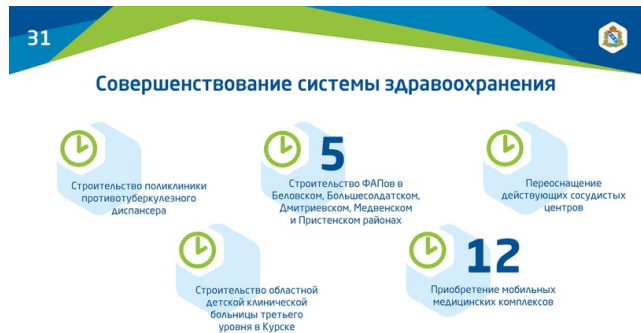 31
Совершенствование системы здравоохранения
Строительство поликлиники
противотуберкулезного
диспансера
5
Строительство ФАПов в
Беловском, Большесолдатском,
Дмитриевском, Медвенском
и Пристенском районах
Переоснащение
действующих сосудистых
центров
Строительство областной
детской клинической
больницы третьего
уровня в Курске
12
Приобретение мобильных
медицинских комплексов